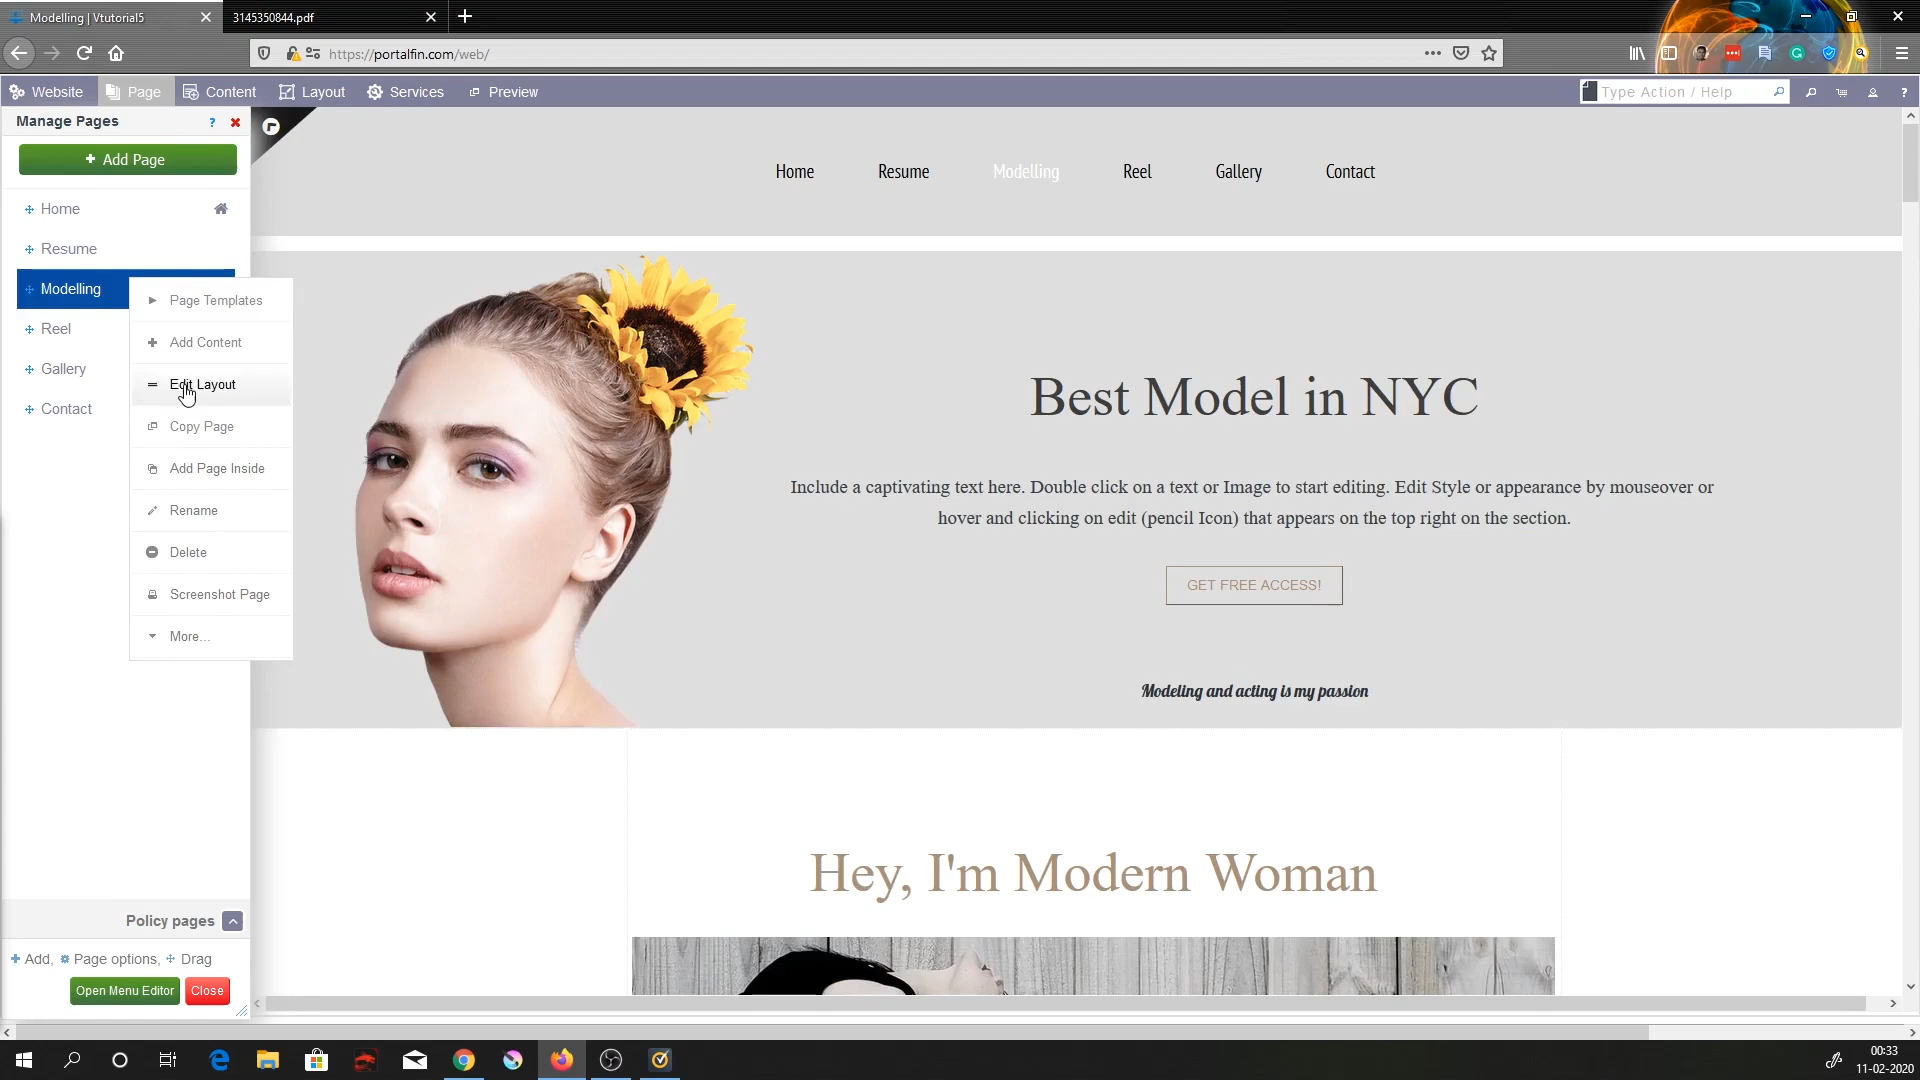 Modelling | Vtutorial5
3145350844.pdf
https://portalfin.com/web/
Website Page Content Layout Services Preview
Type Action / Help
?
Manage Pages ?
+ Add Page
Home
Resume
Modelling
Reel
Gallery
Contact
Page Templates
Add Content
Edit Layout
Copy Page
Add Page Inside
Rename
Delete
Screenshot Page
More...
Policy pages
Add, Page options, Drag
Open Menu Editor Close
Home Resume Modelling Reel Gallery Contact
Best Model in NYC
Include a captivating text here. Double click on a text or Image to start editing. Edit Style or appearance by mouseover or
hover and clicking on edit (pencil Icon) that appears on the top right on the section.
GET FREE ACCESS!
Modeling and acting is my passion
Hey, I'm Modern Woman
00:33
11-02-2020